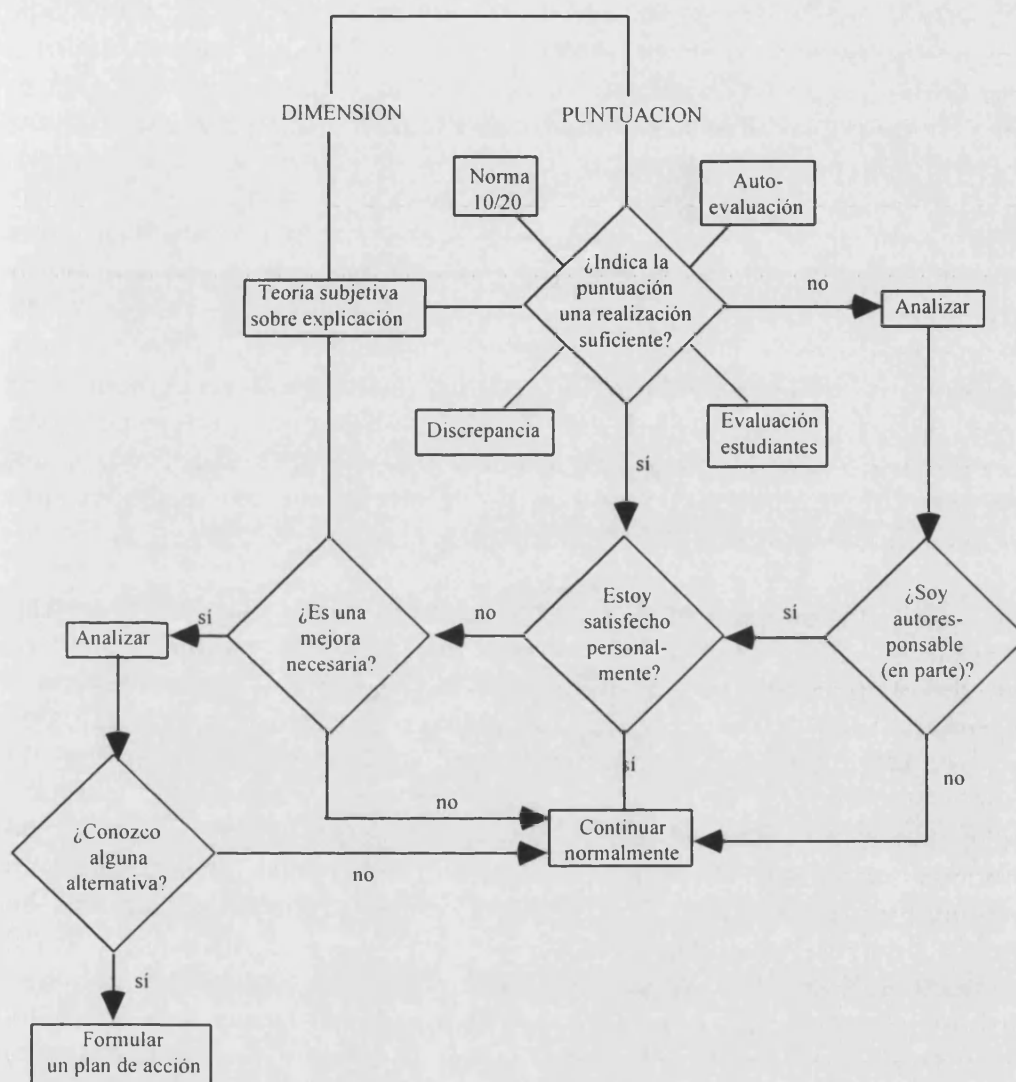 DIMENSION
PUNTUACION
Norma
10/20
Auto-
evaluación
¿Indica la
puntuación
una realización
suficiente?
no
Teoría subjetiva
sobre explicación
Analizar
Discrepancia
Evaluación
estudiantes
sí
¿Es una
mejora
necesaria?
sí
Analizar
no
Estoy
satisfecho
personal-
mente?
sí
¿Soy
autores-
ponsable
(en parte)?
sí
no
no
Continuar
normalmente
¿Conozco
alguna
alternativa?
no
sí
Formular
un plan de acción